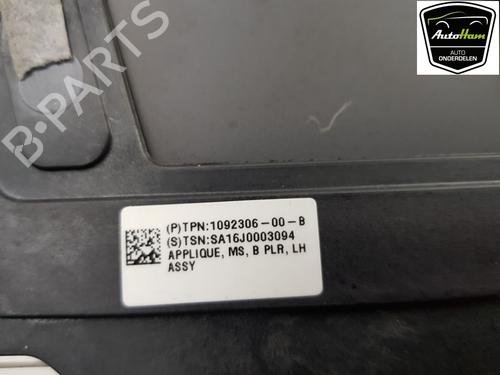 AutoHam
AUTO
ONDERDELEN
B-PARTS
(P)TPN:1092306-00-B
(S)TSN:SA16J0003094
APPLIQUE, MS, B PLR, LH
ASSY